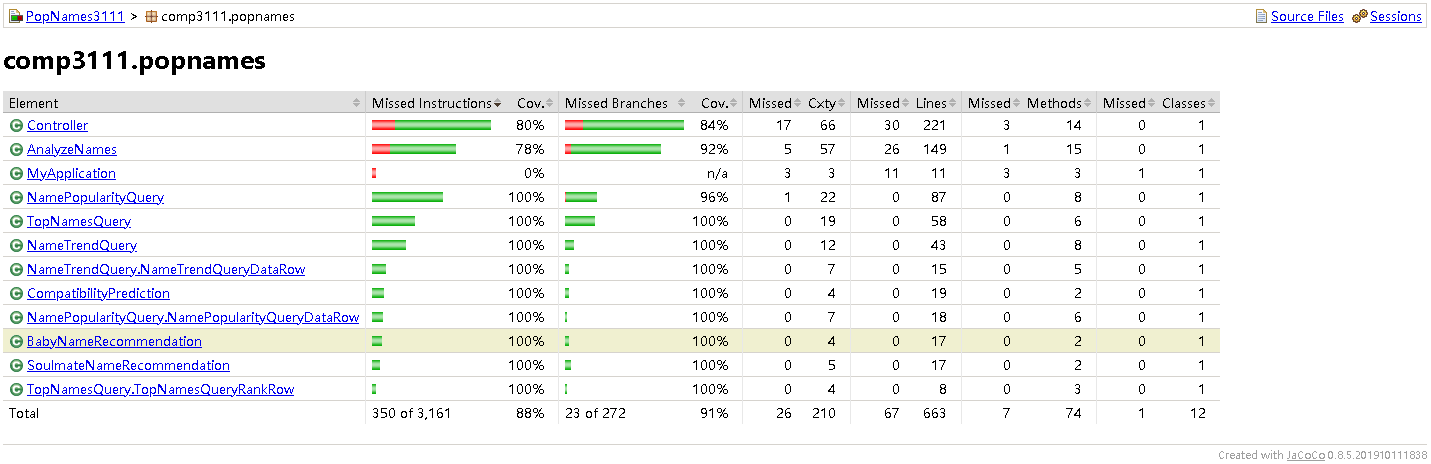 PopNames3111 > comp3111.popnames Source Files Sessions
comp3111.popnames
Element Missed Instructions Cov. Missed Branches Cov. Missed Cxty Missed Lines Missed Methods Missed Classes
Controller 80% 84% 17 66 30 221 3 14 0 1
AnalyzeNames 78% 92% 5 57 26 149 1 15 0 1
MyApplication 0% n/a 3 3 11 11 3 3 1 1
NamePopularityQuery 100% 96% 1 22 0 87 0 8 0 1
TopNamesQuery 100% 100% 0 19 0 58 0 6 0 1
NameTrendQuery 100% 100% 0 12 0 43 0 8 0 1
NameTrendQuery.NameTrendQueryDataRow 100% 100% 0 7 0 15 0 5 0 1
CompatibilityPrediction 100% 100% 0 4 0 19 0 2 0 1
NamePopularityQuery.NamePopularityQueryDataRow 100% 100% 0 7 0 18 0 6 0 1
BabyNameRecommendation 100% 100% 0 4 0 17 0 2 0 1
SoulmateNameRecommendation 100% 100% 0 5 0 17 0 2 0 1
TopNamesQuery.TopNamesQueryRankRow 100% 100% 0 4 0 8 0 3 0 1
Total 350 of 3,161 88% 23 of 272 91% 26 210 67 663 7 74 1 12
Created with JaCoCo 0.8.5.201910111838